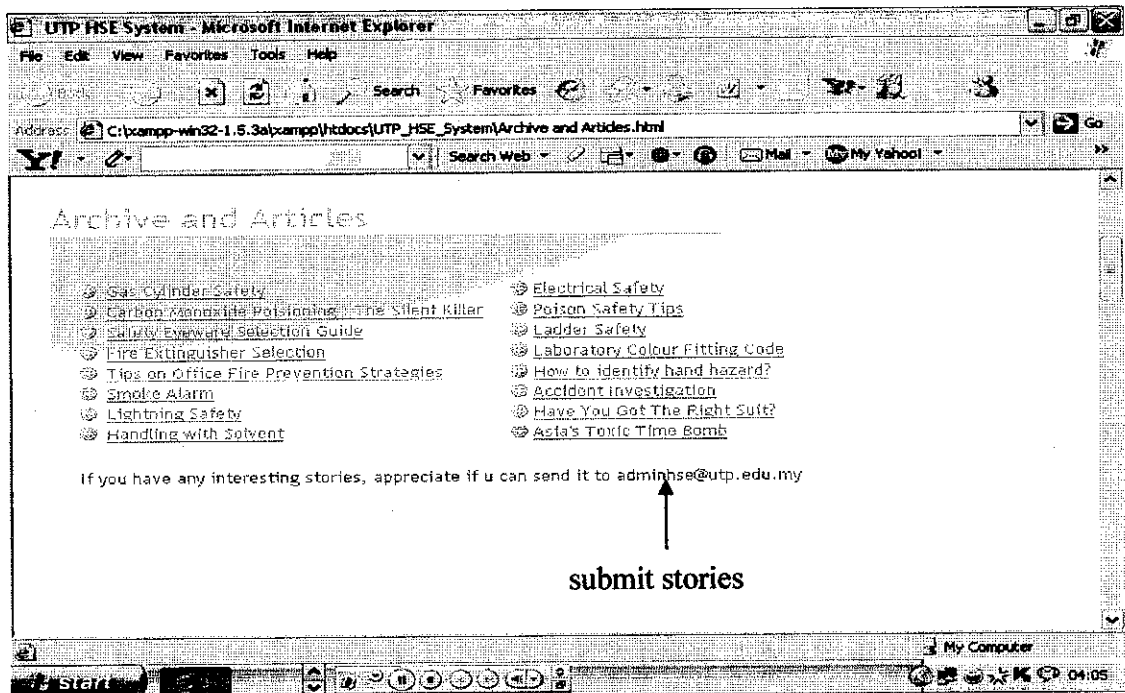 UTP HSE System - Microsoft Internet Explorer
File Edit View Favorites Tools Help
Search Favorites
Address C:\xampp-win32-1.5.3a\xampp\htdocs\UTP_HSE_System\Archive and Articles.html Go
Y! Search Web Mail My Yahoo!
Archive and Articles
Gas Cylinder Safety
Carbon Monoxide Poisioning : The Silent Killer
Safety Eyeware Selection Guide
Fire Extinguisher Selection
Tips on Office Fire Prevention Strategies
Smoke Alarm
Lightning Safety
Handling with Solvent
Electrical Safety
Poison Safety Tips
Ladder Safety
Laboratory Colour Fitting Code
How to identify hand hazard?
Accident Investigation
Have You Got The Right Suit?
Asia's Toxic Time Bomb
If you have any interesting stories, appreciate if u can send it to adminhse@utp.edu.my
submit stories
My Computer
start 04:05